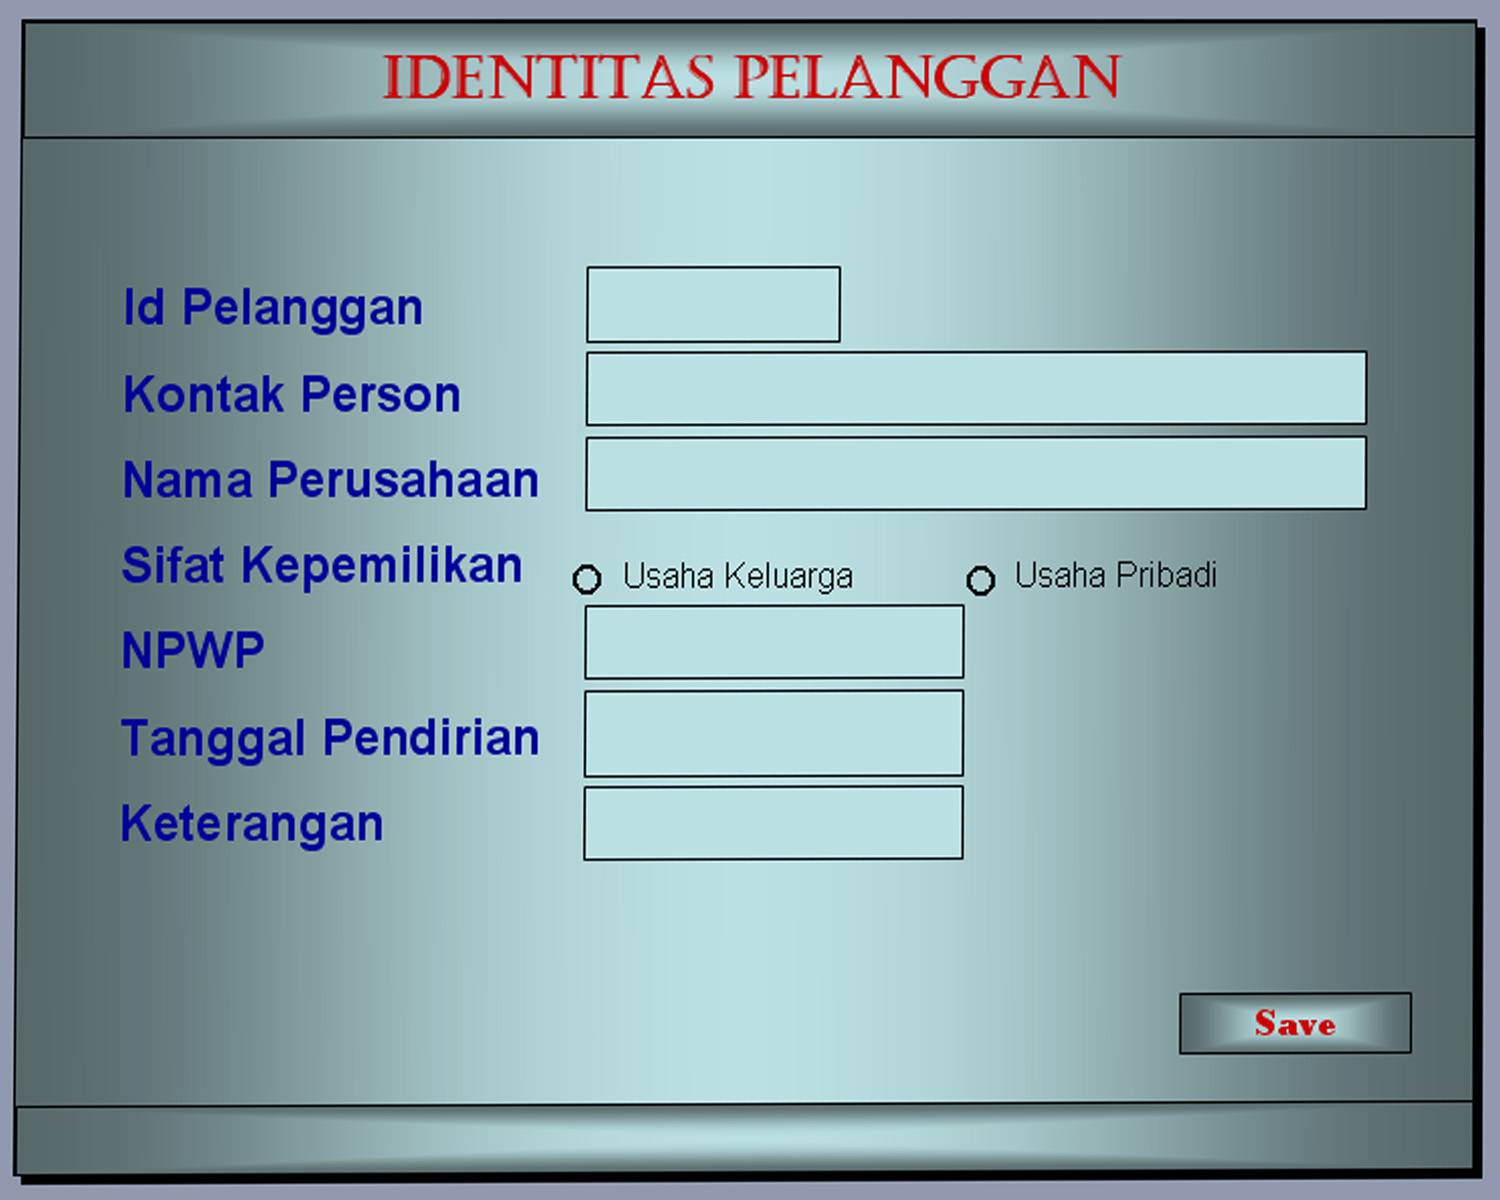 IDENTITAS PELANGGAN
Id Pelanggan
Kontak Person
Nama Perusahaan
Sifat Kepemilikan Usaha Keluarga Usaha Pribadi
NPWP
Tanggal Pendirian
Keterangan
Save